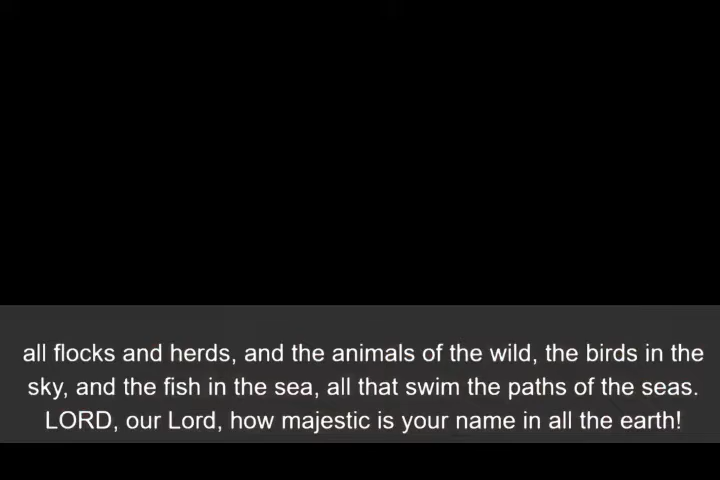 all flocks and herds, and the animals of the wild, the birds in the
sky, and the fish in the sea, all that swim the paths of the seas.
LORD, our Lord, how majestic is your name in all the earth!